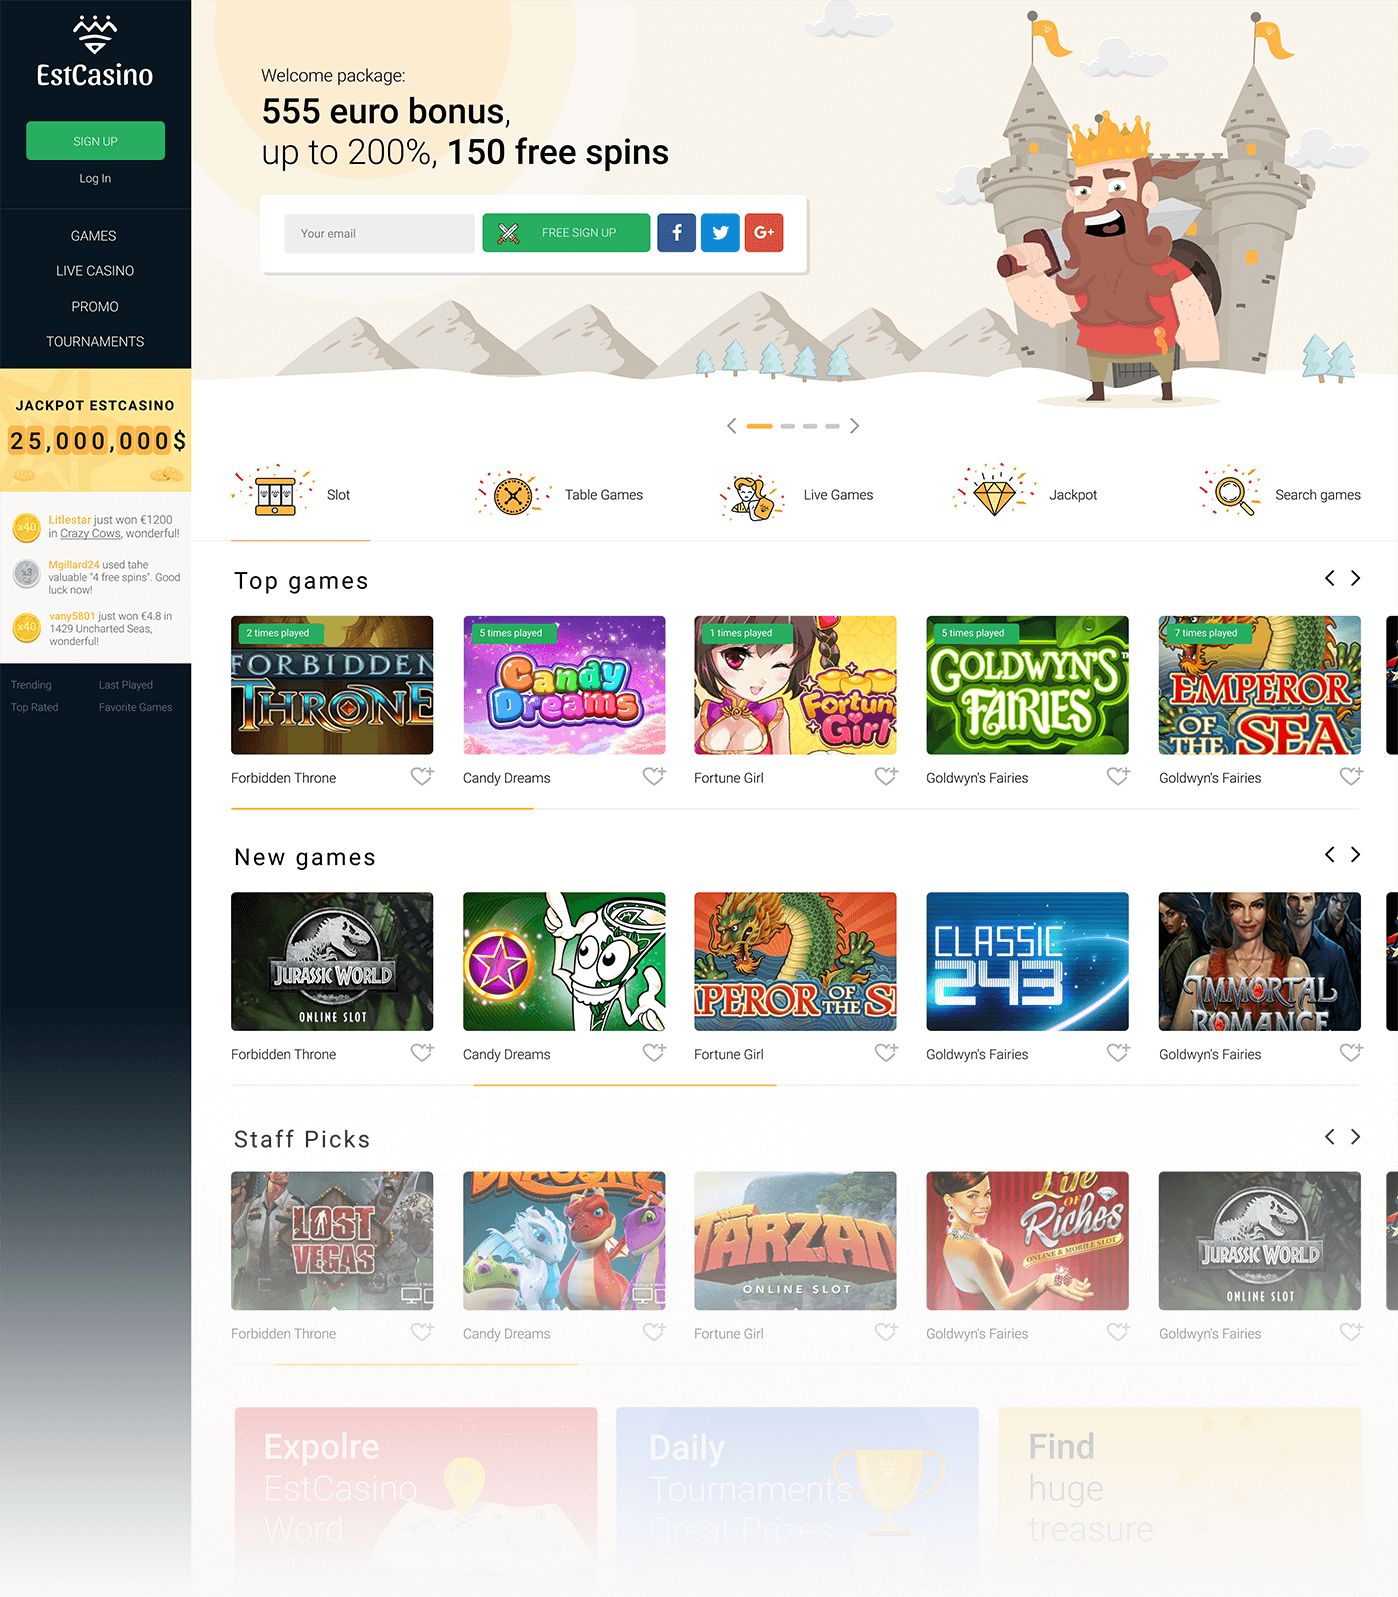 EstCasino
SIGN UP
Log In
GAMES
LIVE CASINO
PROMO
TOURNAMENTS
JACKPOT ESTCASINO
25,000,000$
x40
Litlestar just won €1200
in Crazy Cows, wonderful!
x3
Mgillard24 used tahe
valuable "4 free spins". Good
luck now!
x40
vany5801 just won €4.8 in
1429 Uncharted Seas,
wonderful!
Trending
Last Played
Top Rated
Favorite Games
Welcome package:
555 euro bonus,
up to 200%, 150 free spins
Your email
FREE SIGN UP
f
G+
Slot
Table Games
Live Games
Jackpot
Search games
Top games
2 times played
FORBIDDEN
THRONE
5 times played
Candy
Dreams
1 times played
Fortune
Girl
5 times played
GOLDWYN'S
FAIRIES
7 times played
EMPEROR
OF THE SEA
Forbidden Throne
Candy Dreams
Fortune Girl
Goldwyn's Fairies
Goldwyn's Fairies
New games
JURASSIC WORLD
ONLINE SLOT
PEROR OF THE S
CLASSIC
243
IMMORTAL
ROMANCE
Forbidden Throne
Candy Dreams
Fortune Girl
Goldwyn's Fairies
Goldwyn's Fairies
Staff Picks
LOST
VEGAS
TARZAN
ONLINE SLOT
Life
OF
Riches
ONLINE & MOBILE SLOT
JURASSIC WORLD
ONLINE SLOT
Forbidden Throne
Candy Dreams
Fortune Girl
Goldwyn's Fairies
Goldwyn's Fairies
Expolre
EstCasino
Word
More info
Daily
Tournaments
Great Prizes
Find
huge
treasure
More info